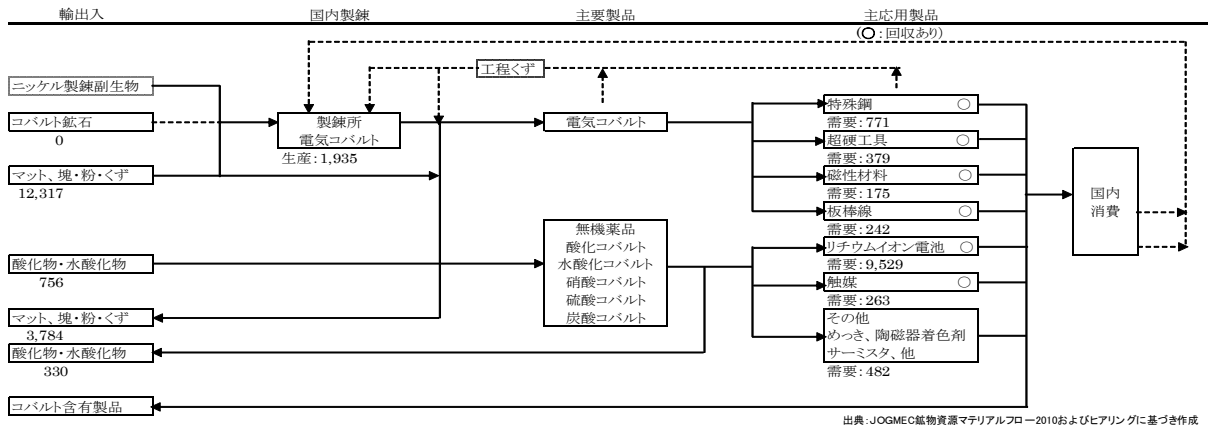 輸出入
国内製錬
主要製品
主応用製品
(○:回収あり)
工程くず
ニッケル製錬副生物
コバルト鉱石
0
マット、塊・粉・くず
12,317
製錬所
電気コバルト
生産:1,935
電気コバルト
特殊鋼 ○
需要:771
超硬工具 ○
需要:379
磁性材料 ○
需要:175
板棒線 ○
需要:242
国内
消費
酸化物・水酸化物
756
無機薬品
酸化コバルト
水酸化コバルト
硝酸コバルト
硫酸コバルト
炭酸コバルト
リチウムイオン電池 ○
需要:9,529
触媒 ○
需要:263
その他
めっき、陶磁器着色剤
サーミスタ、他
需要:482
マット、塊・粉・くず
3,784
酸化物・水酸化物
330
コバルト含有製品
出典:JOGMEC鉱物資源マテリアルフロー2010およびヒアリングに基づき作成